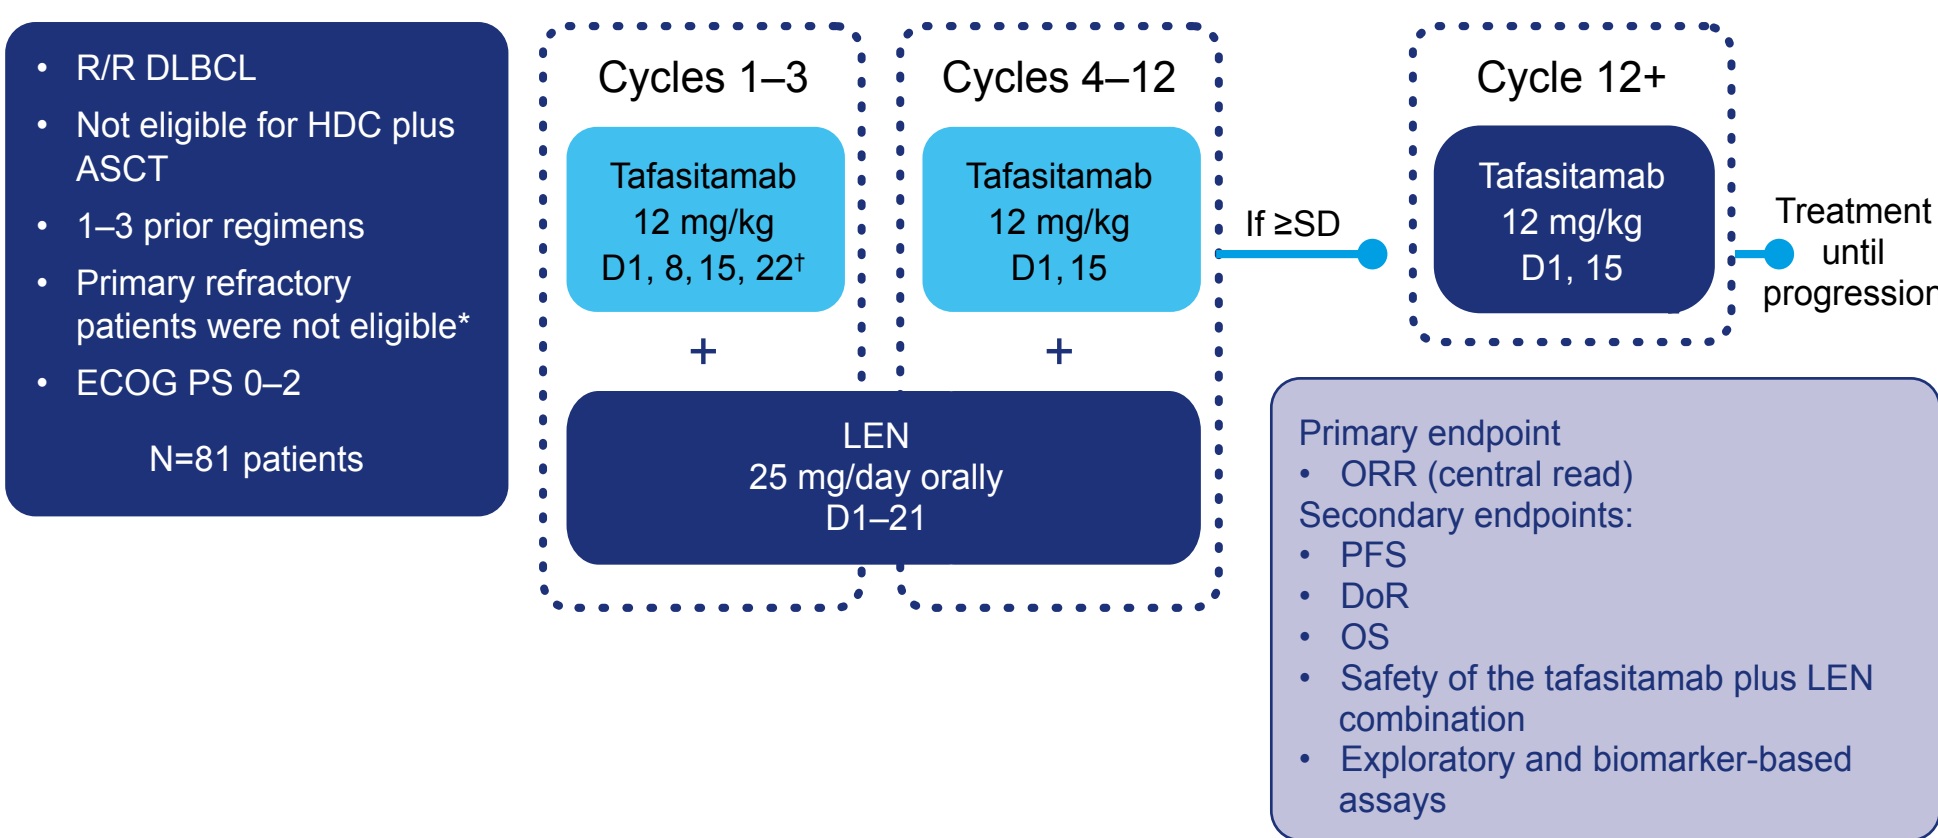 • R/R DLBCL
• Not eligible for HDC plus
ASCT
• 1–3 prior regimens
• Primary refractory
patients were not eligible*
• ECOG PS 0–2
N=81 patients
Cycles 1–3
Tafasitamab
12 mg/kg
D1, 8, 15, 22†
+
Cycles 4–12
Tafasitamab
12 mg/kg
D1, 15
+
LEN
25 mg/day orally
D1–21
If ≥SD
Cycle 12+
Tafasitamab
12 mg/kg
D1, 15
Treatment
until
progression
Primary endpoint
• ORR (central read)
Secondary endpoints:
• PFS
• DoR
• OS
• Safety of the tafasitamab plus LEN
combination
• Exploratory and biomarker-based
assays